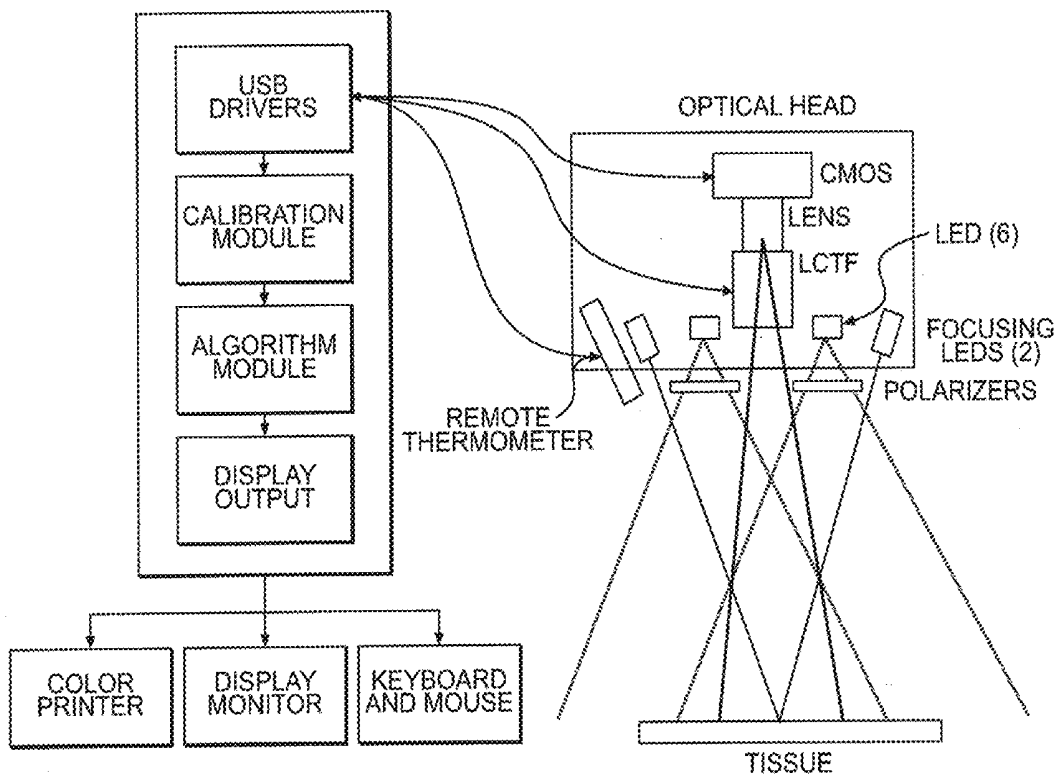 USB
DRIVERS
CALIBRATION
MODULE
ALGORITHM
MODULE
DISPLAY
OUTPUT
COLOR
PRINTER
DISPLAY
MONITOR
KEYBOARD
AND MOUSE
OPTICAL HEAD
CMOS
LENS
LCTF
LED (6)
FOCUSING
LEDS (2)
POLARIZERS
REMOTE
THERMOMETER
TISSUE